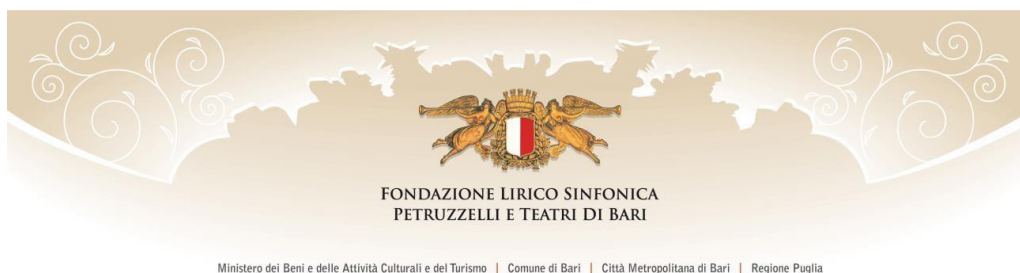 FONDAZIONE LIRICO SINFONICA
PETRUZZELLI E TEATRI DI BARI
Ministero dei Beni e delle Attività Culturali e del Turismo | Comune di Bari | Città Metropolitana di Bari | Regione Puglia